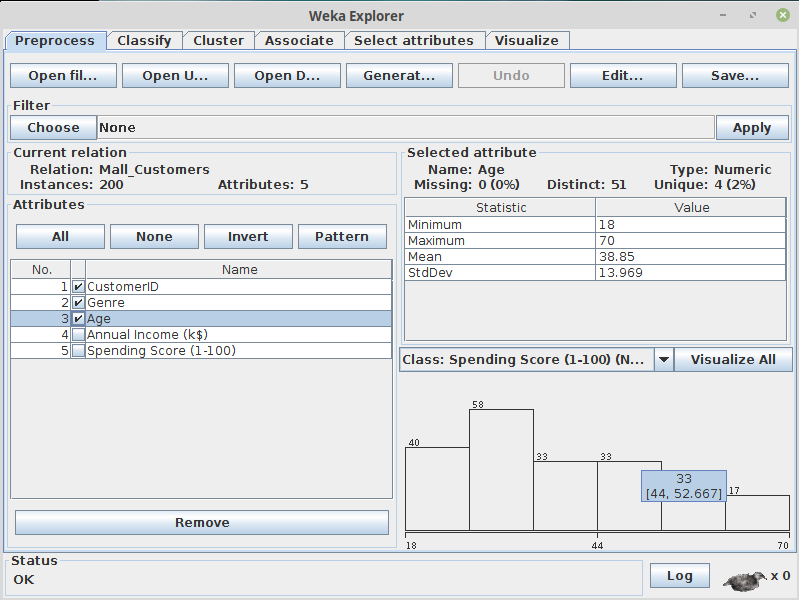 Weka Explorer
Preprocess Classify Cluster Associate Select attributes Visualize
Open fil... Open U... Open D... Generat... Undo Edit... Save...
Filter
Choose None Apply
Current relation
Relation: Mall_Customers
Instances: 200 Attributes: 5
Attributes
All None Invert Pattern
No. Name
1 CustomerID
2 Genre
3 Age
4 Annual Income (k$)
5 Spending Score (1-100)
Remove
Selected attribute
Name: Age Type: Numeric
Missing: 0 (0%) Distinct: 51 Unique: 4 (2%)
Statistic Value
Minimum 18
Maximum 70
Mean 38.85
StdDev 13.969
Class: Spending Score (1-100) (N... Visualize All
58
40
33 33
33
[44, 52.667]
17
18 44 70
Status
OK
Log x 0